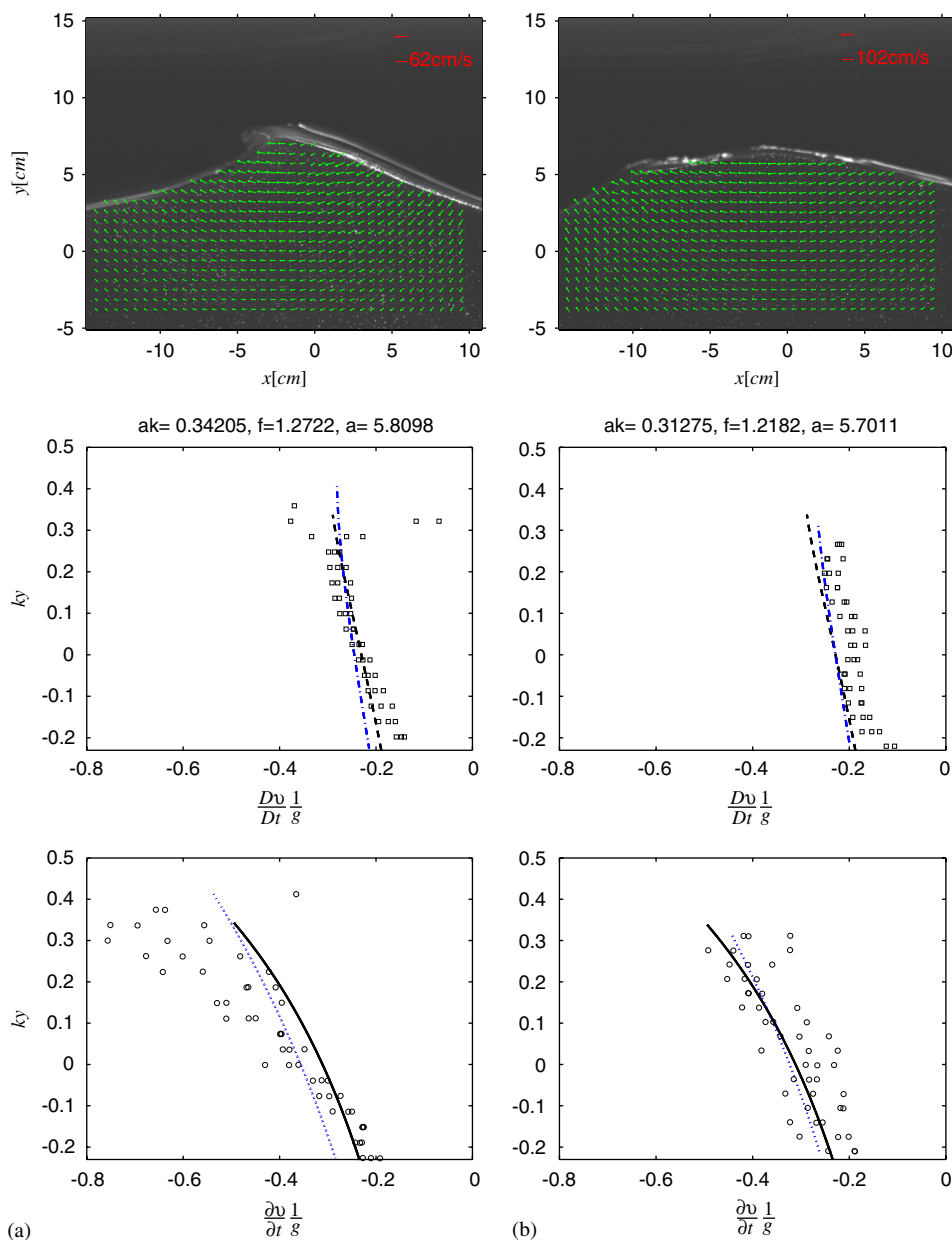 15
10
5
0
-5
y[cm]
62cm/s
-10 -5 0 5 10
x[cm]
102cm/s
-10 -5 0 5 10
x[cm]
ak= 0.34205, f=1.2722, a= 5.8098
0.5
0.4
0.3
0.2
0.1
0
-0.1
-0.2
ky
-0.8 -0.6 -0.4 -0.2 0
Dυ/Dt 1/g
ak= 0.31275, f=1.2182, a= 5.7011
0.5
0.4
0.3
0.2
0.1
0
-0.1
-0.2
-0.8 -0.6 -0.4 -0.2 0
Dυ/Dt 1/g
0.5
0.4
0.3
0.2
0.1
0
-0.1
-0.2
ky
-0.8 -0.6 -0.4 -0.2 0
∂υ/∂t 1/g
(a)
0.5
0.4
0.3
0.2
0.1
0
-0.1
-0.2
-0.8 -0.6 -0.4 -0.2 0
∂υ/∂t 1/g
(b)